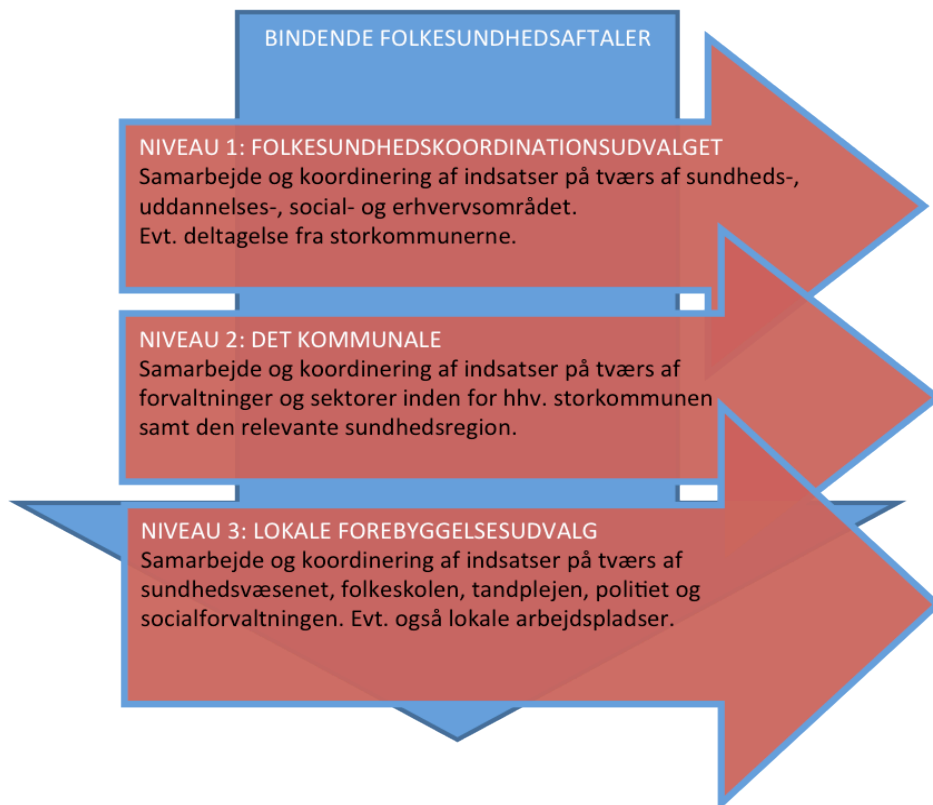 BINDENDE FOLKESUNDHEDSAFTALER
NIVEAU 1: FOLKESUNDHEDSKOORDINATIONSUDVALGET
Samarbejde og koordinering af indsatser på tværs af sundheds-,
uddannelses-, social- og erhvervsområdet.
Evt. deltagelse fra storkommunerne.
NIVEAU 2: DET KOMMUNALE
Samarbejde og koordinering af indsatser på tværs af
forvaltninger og sektorer inden for hhv. storkommunen
samt den relevante sundhedsregion.
NIVEAU 3: LOKALE FOREBYGGELSESUDVALG
Samarbejde og koordinering af indsatser på tværs af
sundhedsvæsenet, folkeskolen, tandplejen, politiet og
socialforvaltningen. Evt. også lokale arbejdspladser.